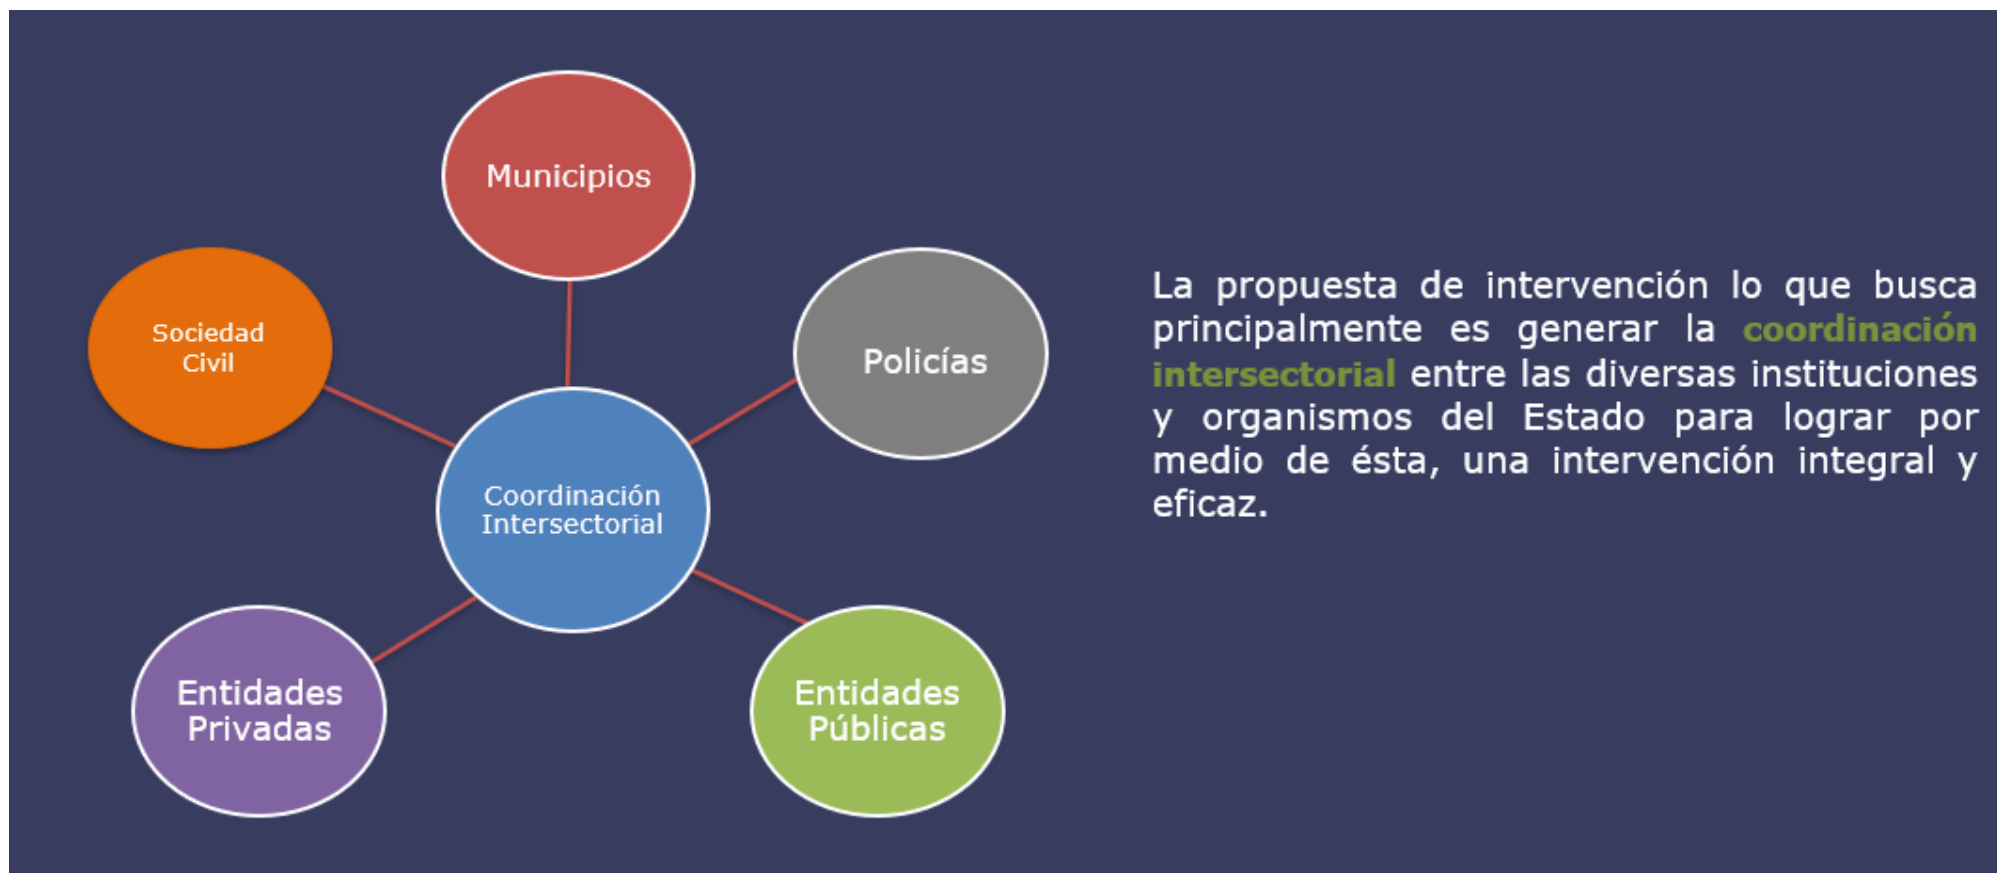 Municipios
Sociedad
Civil
Policías
Coordinación
Intersectorial
Entidades
Privadas
Entidades
Públicas
La propuesta de intervención lo que busca
principalmente es generar la coordinación
intersectorial entre las diversas instituciones
y organismos del Estado para lograr por
medio de ésta, una intervención integral y
eficaz.